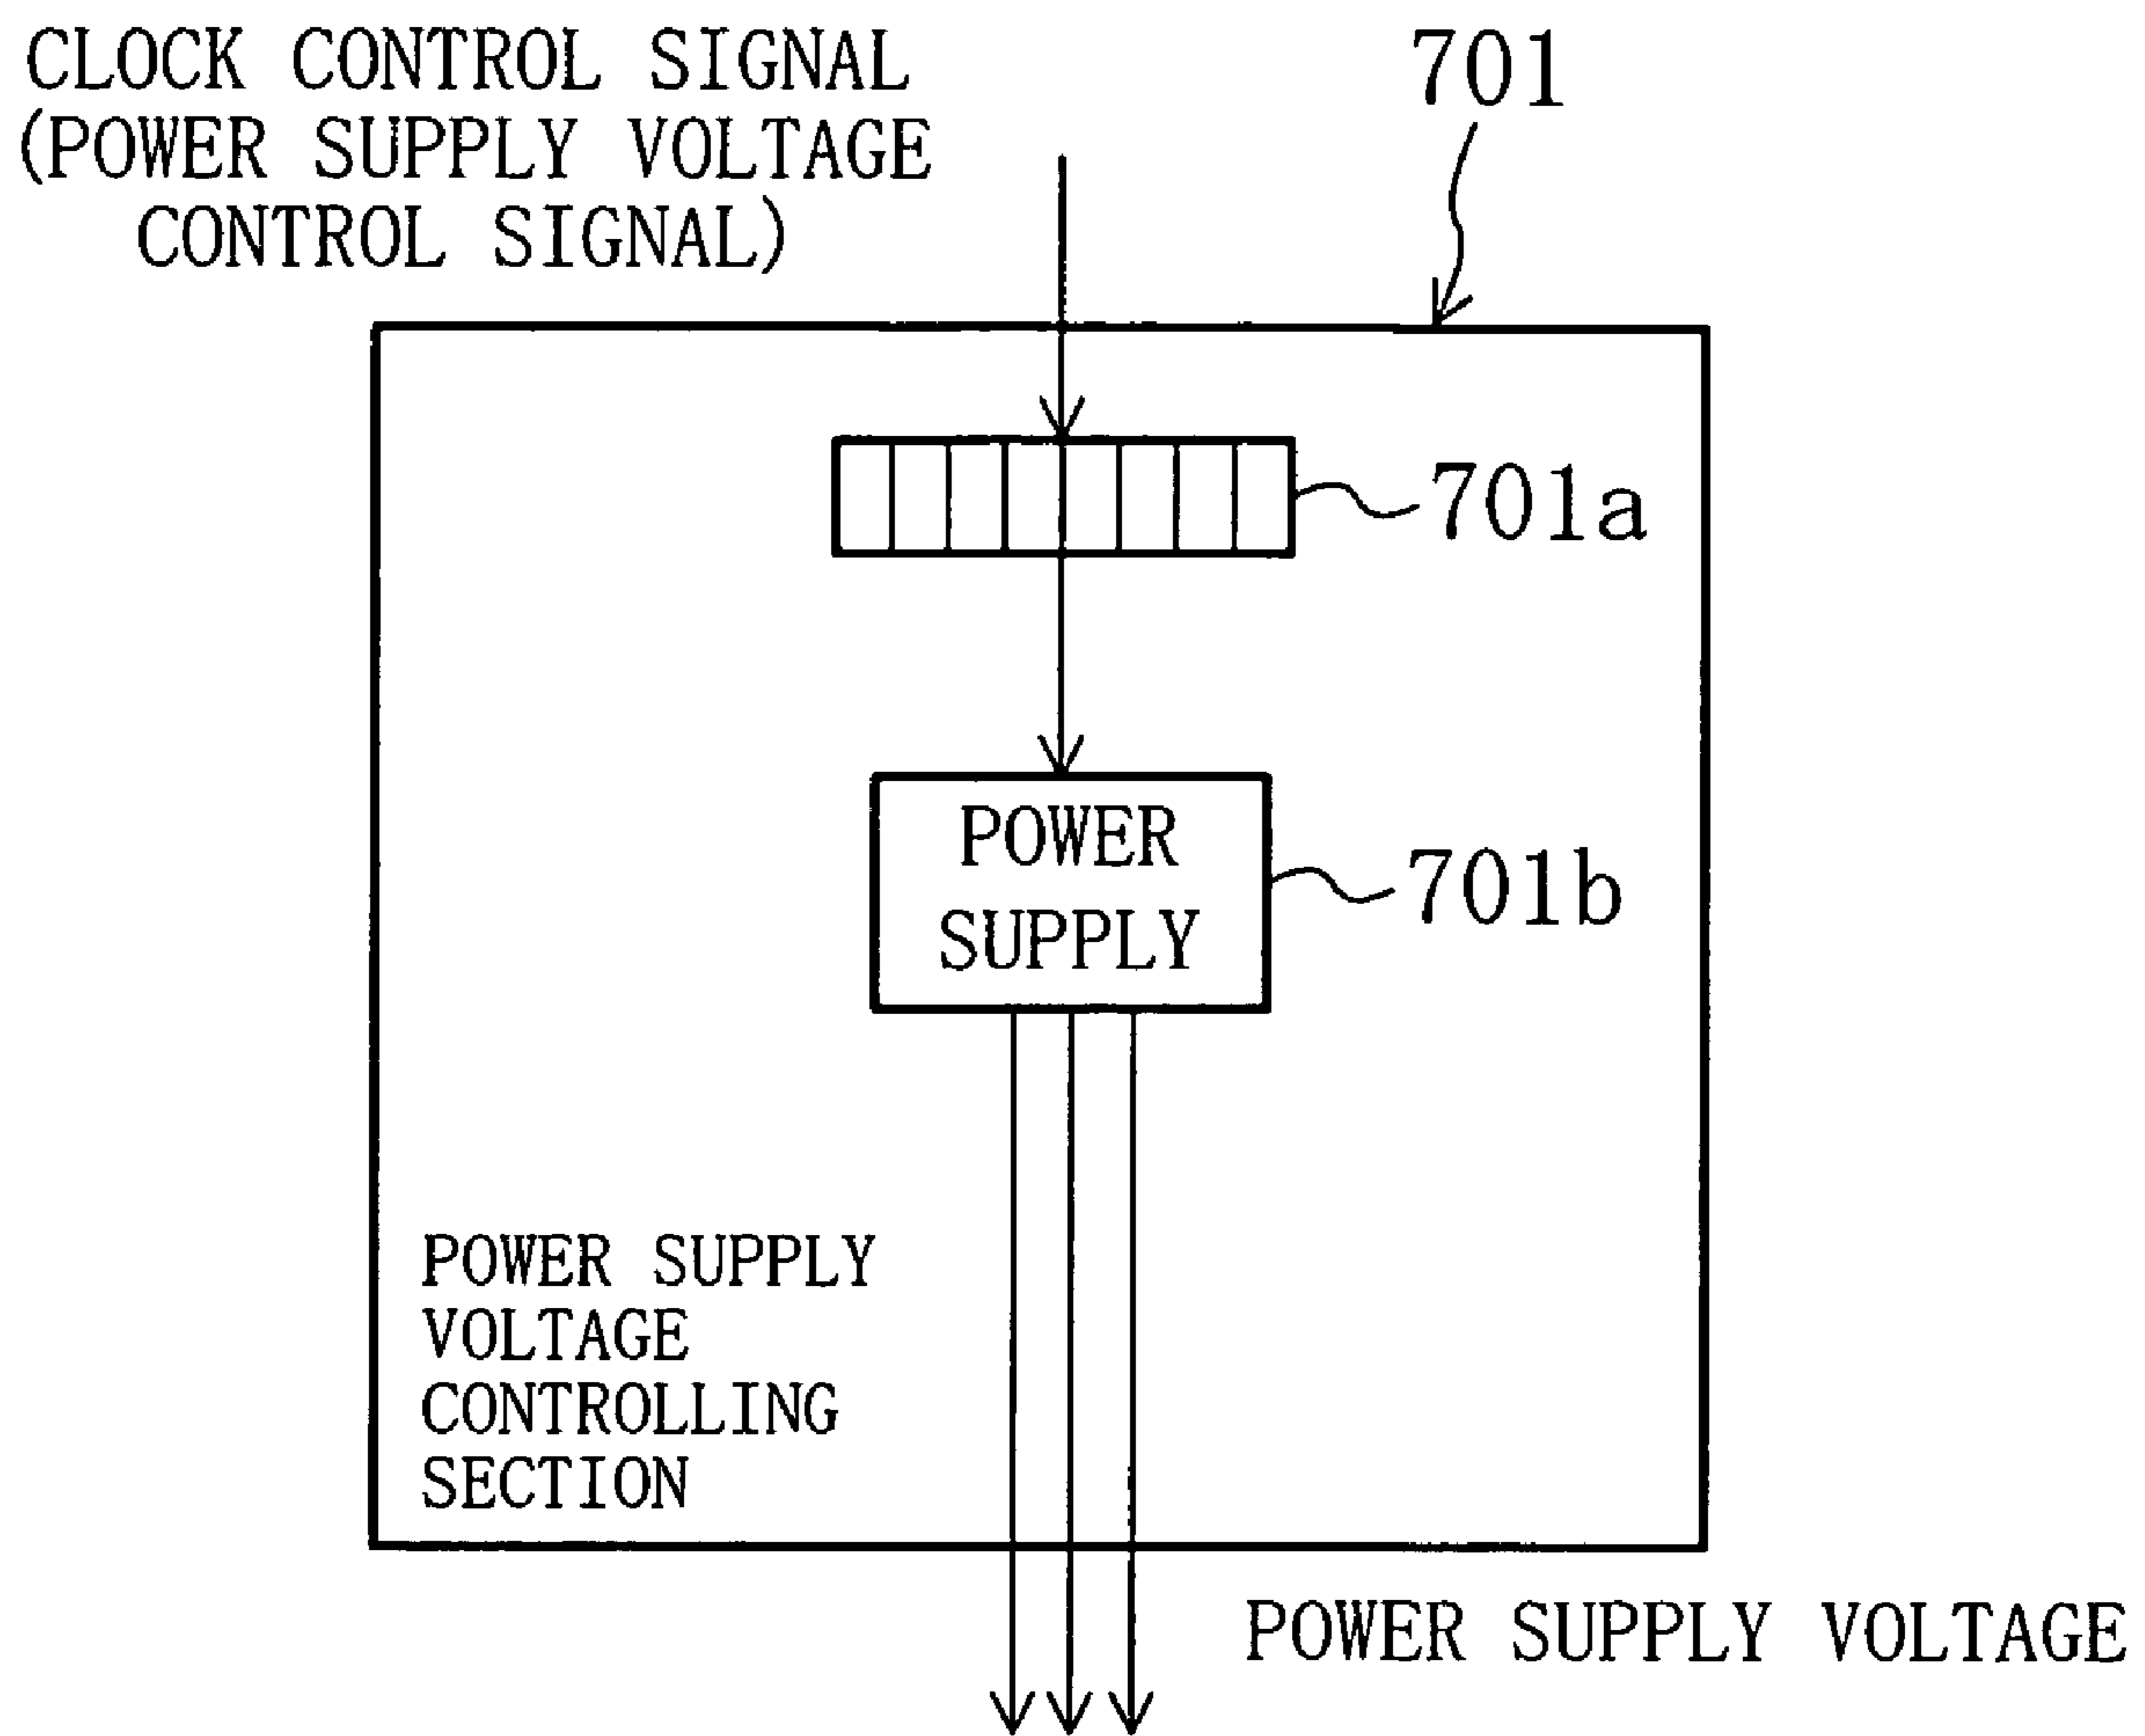 CLOCK CONTROL SIGNAL
(POWER SUPPLY VOLTAGE
CONTROL SIGNAL)
701
701a
POWER
SUPPLY
701b
POWER SUPPLY
VOLTAGE
CONTROLLING
SECTION
POWER SUPPLY VOLTAGE